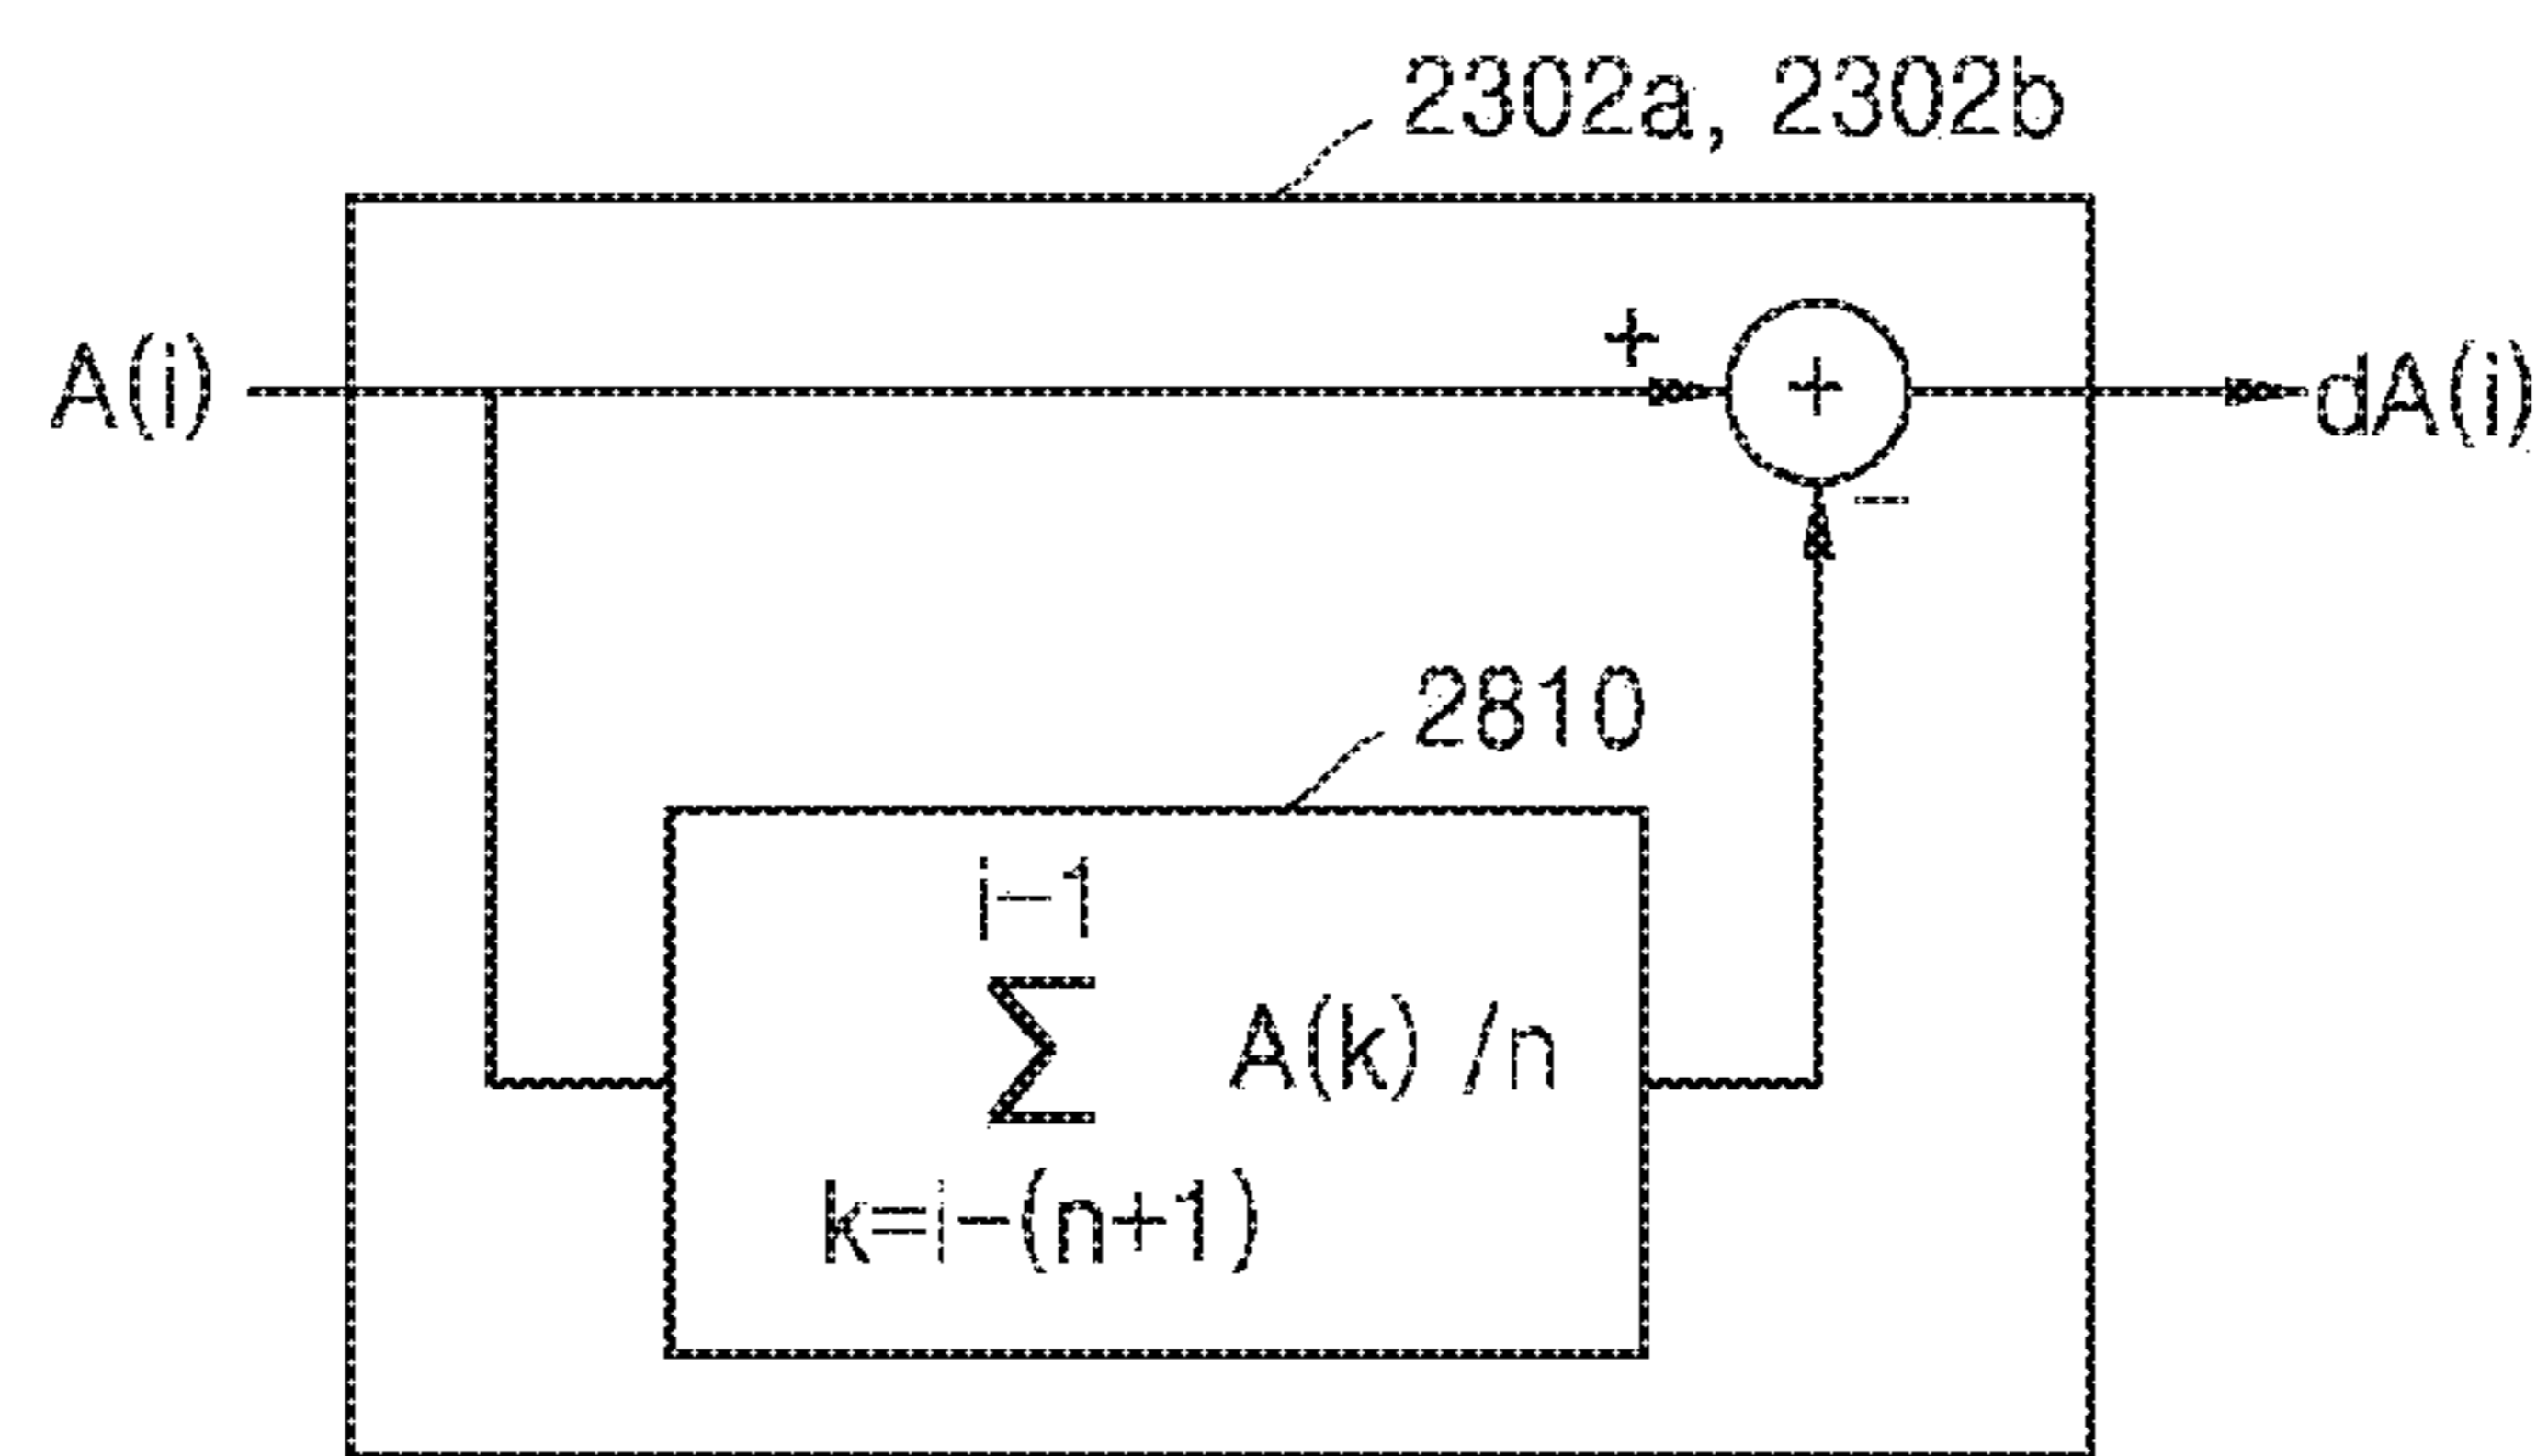 2302a, 2302b
+
A(i)
+
dA(i)
−
2810
i−1
∑ A(k) /n
k=i−(n+1)